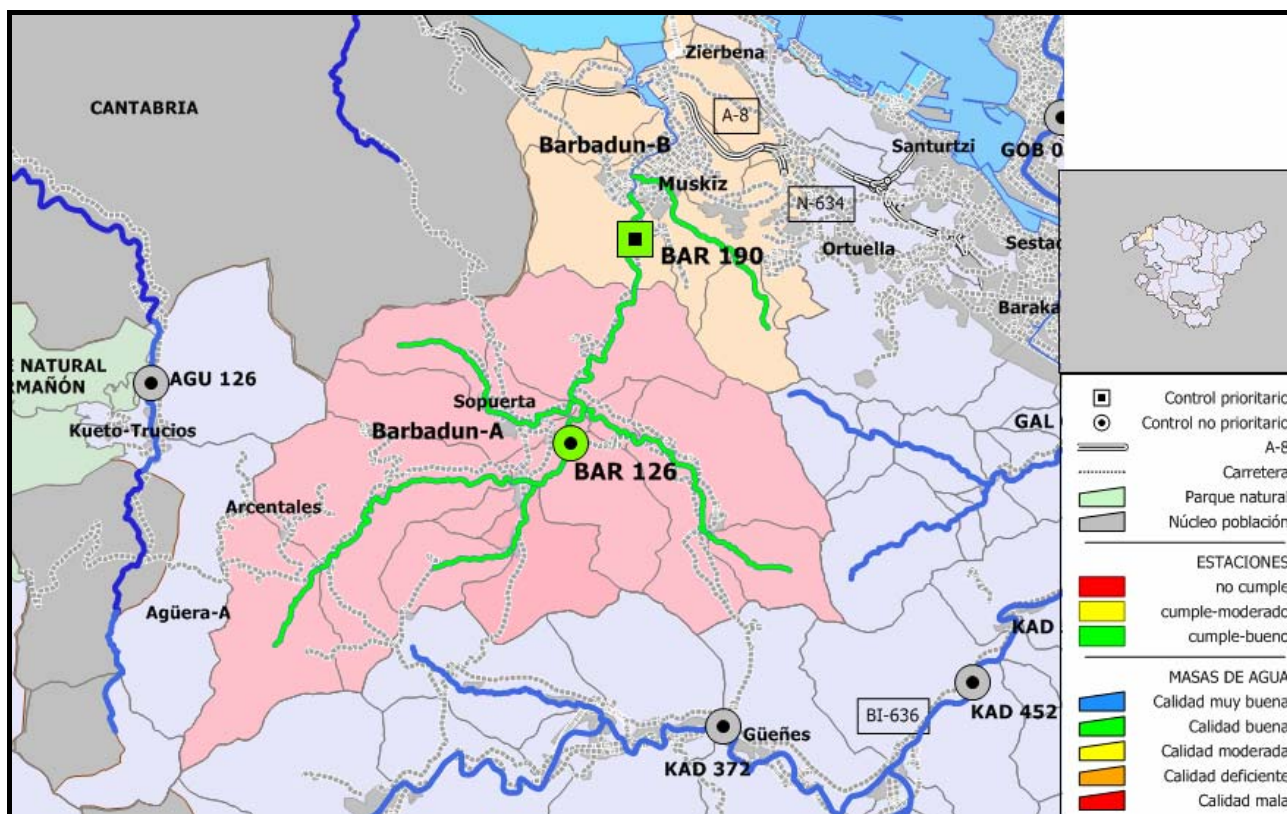 Zierbena
CANTABRIA
A-8
Barbadun-B
Santurtzi
GOB 0
Muskiz
N-634
BAR 190
Ortuella
Sestao
Baraka
E NATURAL
RMAÑÓN
AGU 126
Kueto-Trucios
Sopuerta
Barbadun-A
GAL
BAR 126
Arcentales
Agüera-A
KAD
KAD 452
BI-636
Güeñes
KAD 372
Control prioritario
Control no prioritario
A-8
Carretera
Parque natural
Núcleo población
ESTACIONES
no cumple
cumple-moderado
cumple-bueno
MASAS DE AGUA
Calidad muy buena
Calidad buena
Calidad moderada
Calidad deficiente
Calidad mala